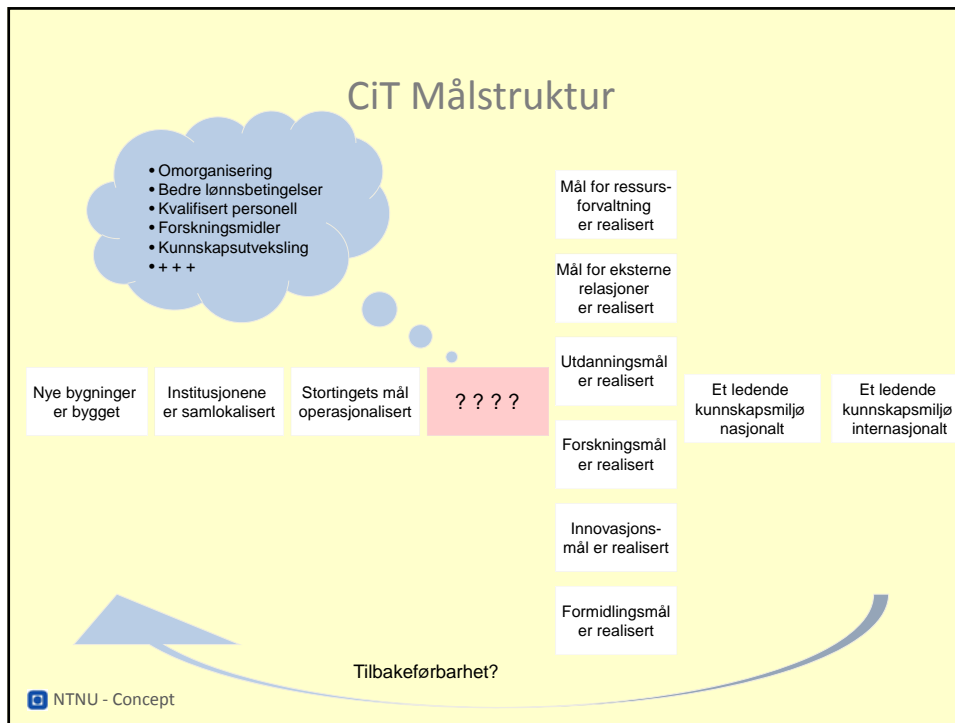 CiT Målstruktur
• Omorganisering
• Bedre lønnsbetingelser
• Kvalifisert personell
• Forskningsmidler
• Kunnskapsutveksling
• + + +
Nye bygninger
er bygget
Institusjonene
er samlokalisert
Stortingets mål
operasjonalisert
? ? ? ?
Mål for ressurs-
forvaltning
er realisert
Mål for eksterne
relasjoner
er realisert
Utdanningsmål
er realisert
Forskningsmål
er realisert
Innovasjons-
mål er realisert
Formidlingsmål
er realisert
Et ledende
kunnskapsmiljø
nasjonalt
Et ledende
kunnskapsmiljø
internasjonalt
Tilbakeførbarhet?
NTNU - Concept